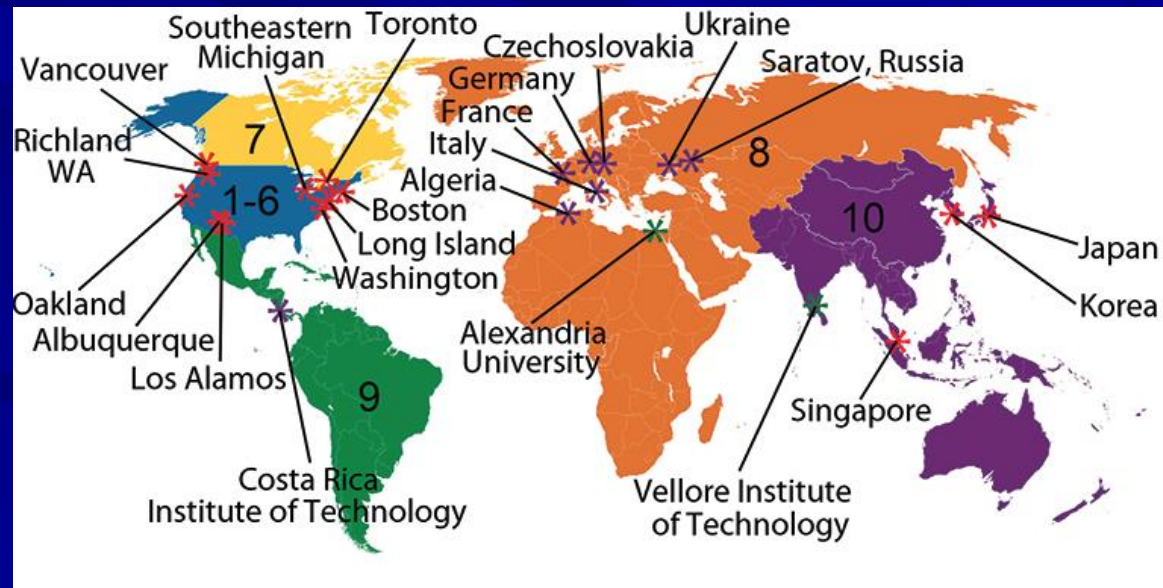 Southeastern
Michigan
Toronto
Ukraine
Czechoslovakia
Vancouver
Germany
Saratov, Russia
France
Richland
WA
7
Italy
8
Algeria
1-6
Boston
10
Long Island
Japan
Washington
Oakland
Korea
Albuquerque
Alexandria
University
Los Alamos
9
Singapore
Costa Rica
Institute of Technology
Vellore Institute
of Technology